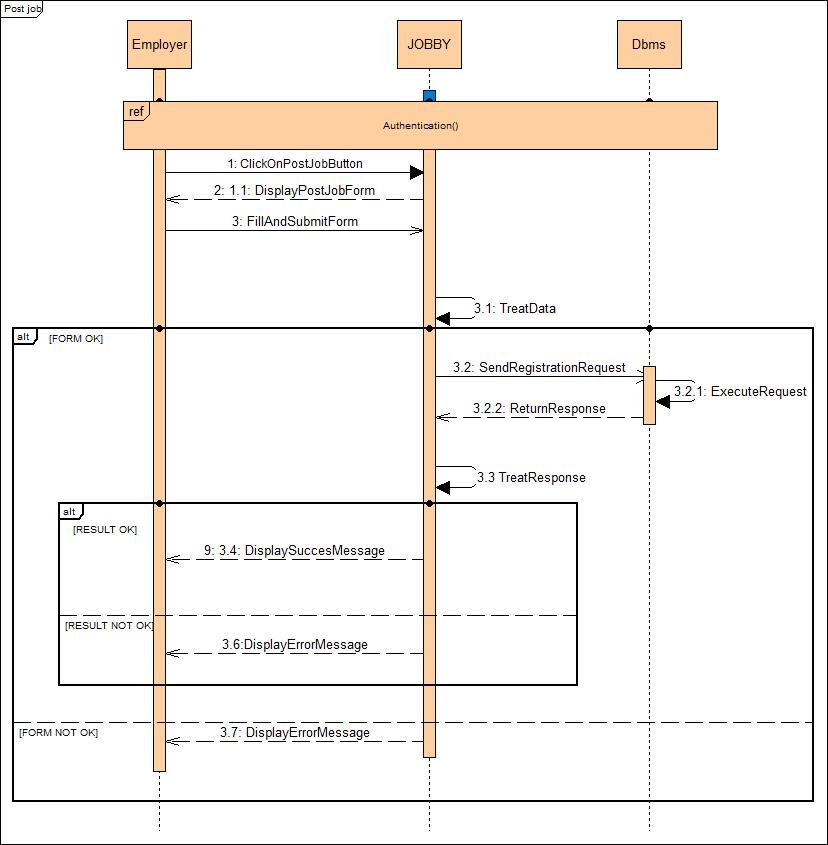 Post job
Employer
JOBBY
Dbms
ref
Authentication()
1: ClickOnPostJobButton
2: 1.1: DisplayPostJobForm
3: FillAndSubmitForm
3.1: TreatData
alt
[FORM OK]
3.2: SendRegistrationRequest
3.2.1: ExecuteRequest
3.2.2: ReturnResponse
3.3 TreatResponse
alt
[RESULT OK]
9: 3.4: DisplaySuccesMessage
[RESULT NOT OK]
3.6:DisplayErrorMessage
[FORM NOT OK]
3.7: DisplayErrorMessage